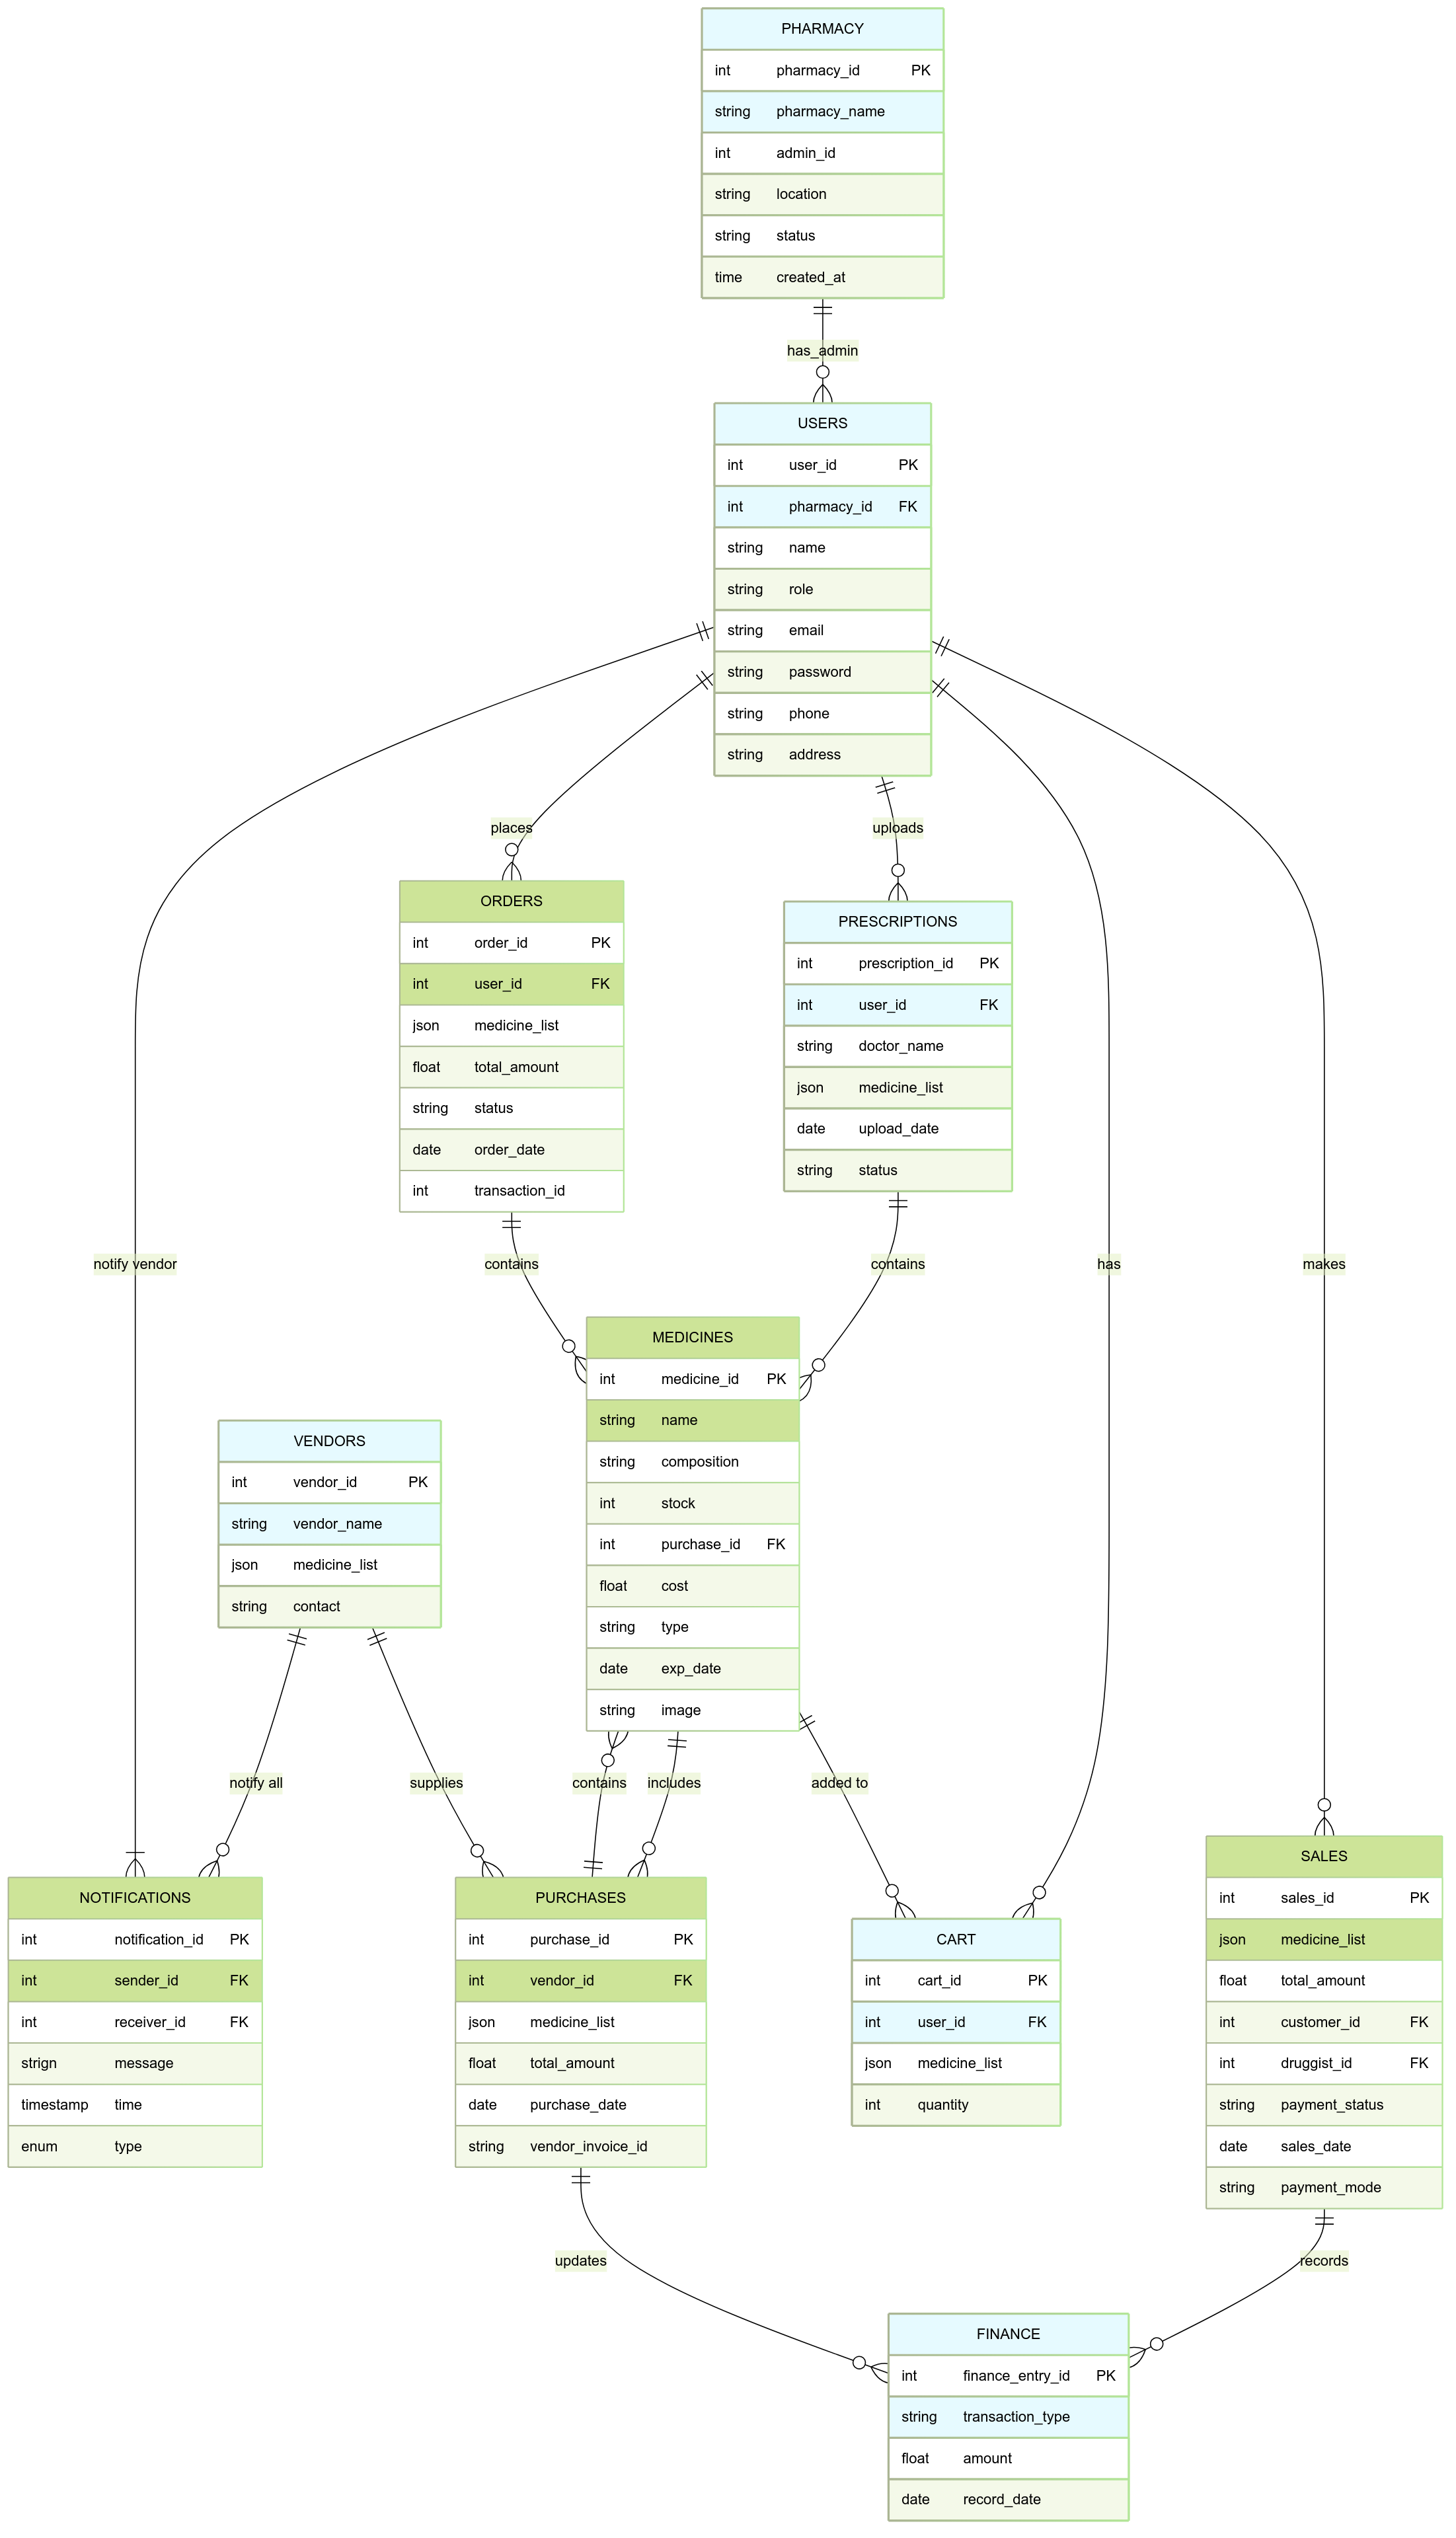 PHARMACY
int pharmacy_id PK
string pharmacy_name
int admin_id
string location
string status
time created_at
has_admin
USERS
int user_id PK
int pharmacy_id FK
string name
string role
string email
string password
string phone
string address
places
uploads
ORDERS
int order_id PK
int user_id FK
json medicine_list
float total_amount
string status
date order_date
int transaction_id
PRESCRIPTIONS
int prescription_id PK
int user_id FK
string doctor_name
json medicine_list
date upload_date
string status
notify vendor
contains
contains
has
makes
MEDICINES
int medicine_id PK
string name
string composition
int stock
int purchase_id FK
float cost
string type
date exp_date
string image
VENDORS
int vendor_id PK
string vendor_name
json medicine_list
string contact
notify all
supplies
contains
includes
added to
NOTIFICATIONS
int notification_id PK
int sender_id FK
int receiver_id FK
strign message
timestamp time
enum type
PURCHASES
int purchase_id PK
int vendor_id FK
json medicine_list
float total_amount
date purchase_date
string vendor_invoice_id
CART
int cart_id PK
int user_id FK
json medicine_list
int quantity
SALES
int sales_id PK
json medicine_list
float total_amount
int customer_id FK
int druggist_id FK
string payment_status
date sales_date
string payment_mode
updates
records
FINANCE
int finance_entry_id PK
string transaction_type
float amount
date record_date